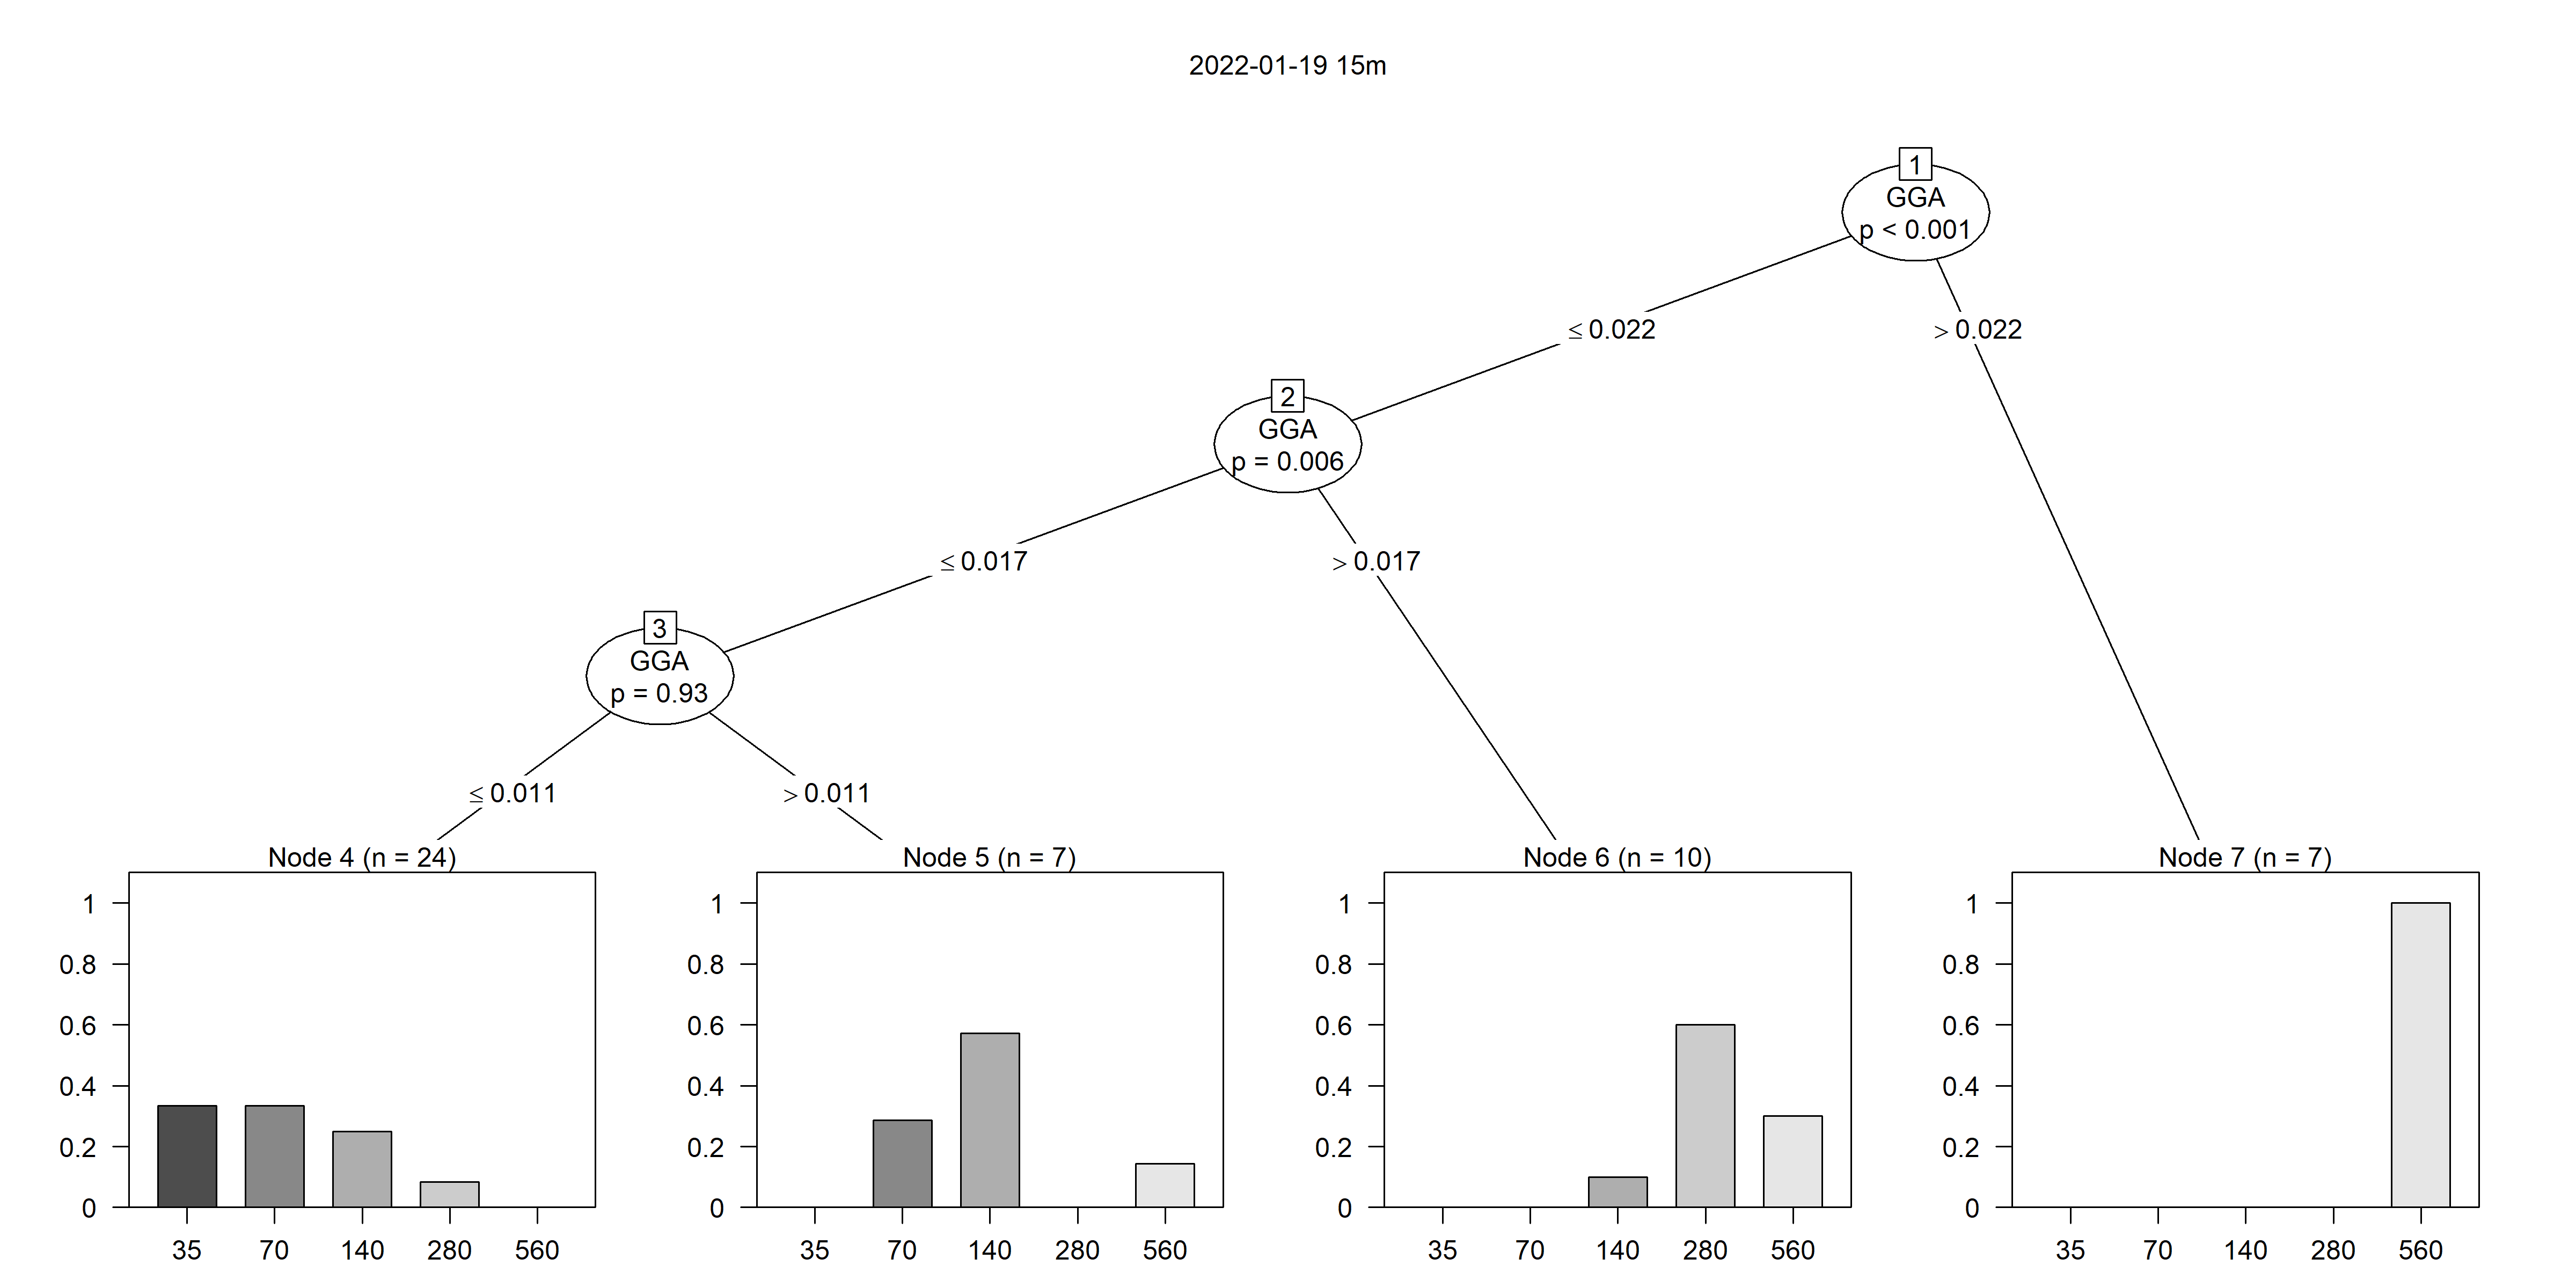 2022-01-19 15m
1
GGA
p < 0.001
≤ 0.022
> 0.022
2
GGA
p = 0.006
≤ 0.017
> 0.017
3
GGA
p = 0.93
≤ 0.011
> 0.011
Node 4 (n = 24)
1
0.8
0.6
0.4
0.2
0
35 70 140 280 560
Node 5 (n = 7)
1
0.8
0.6
0.4
0.2
0
35 70 140 280 560
Node 6 (n = 10)
1
0.8
0.6
0.4
0.2
0
35 70 140 280 560
Node 7 (n = 7)
1
0.8
0.6
0.4
0.2
0
35 70 140 280 560